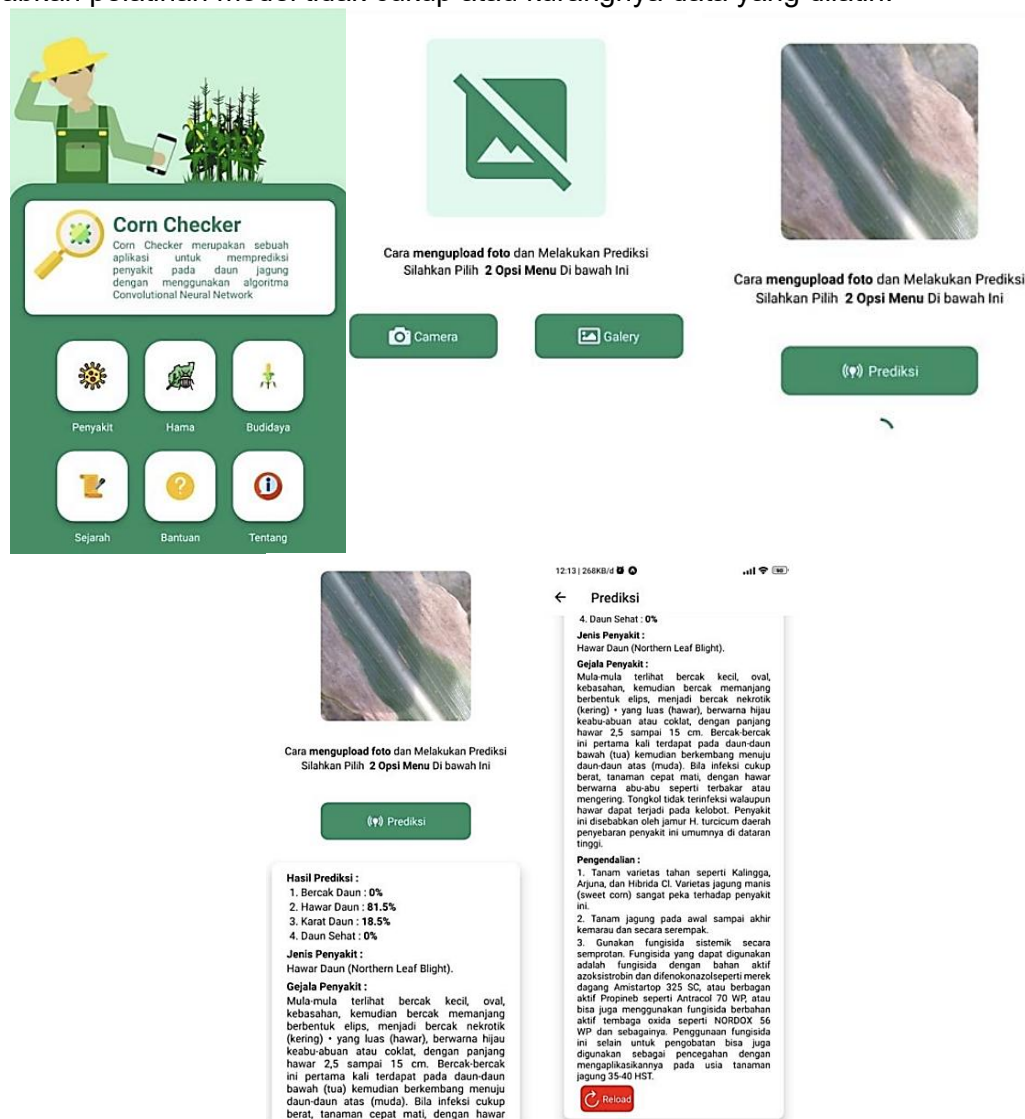 pelatihan model tidak cukup atau kurangnya data yang dilatih.
Corn Checker
Corn Checker merupakan sebuah
aplikasi untuk memprediksi
penyakit pada daun jagung
dengan menggunakan algoritma
Convolutional Neural Network
Penyakit
Hama
Budidaya
Sejarah
Bantuan
Tentang
Cara mengupload foto dan Melakukan Prediksi
Silahkan Pilih 2 Opsi Menu Di bawah Ini
Camera
Galery
Cara mengupload foto dan Melakukan Prediksi
Silahkan Pilih 2 Opsi Menu Di bawah Ini
Prediksi
Cara mengupload foto dan Melakukan Prediksi
Silahkan Pilih 2 Opsi Menu Di bawah Ini
Prediksi
Hasil Prediksi :
1. Bercak Daun : 0%
2. Hawar Daun : 81.5%
3. Karat Daun : 18.5%
4. Daun Sehat : 0%
Jenis Penyakit :
Hawar Daun (Northern Leaf Blight).
Gejala Penyakit :
Mula-mula terlihat bercak kecil, oval,
kebasahan, kemudian bercak memanjang
berbentuk elips, menjadi bercak nekrotik
(kering) • yang luas (hawar), berwarna hijau
keabu-abuan atau coklat, dengan panjang
hawar 2,5 sampai 15 cm. Bercak-bercak
ini pertama kali terdapat pada daun-daun
bawah (tua) kemudian berkembang menuju
daun-daun atas (muda). Bila infeksi cukup
berat, tanaman cepat mati, dengan hawar
12:13 | 268KB/d
90
Prediksi
4. Daun Sehat : 0%
Jenis Penyakit :
Hawar Daun (Northern Leaf Blight).
Gejala Penyakit :
Mula-mula terlihat bercak kecil, oval,
kebasahan, kemudian bercak memanjang
berbentuk elips, menjadi bercak nekrotik
(kering) • yang luas (hawar), berwarna hijau
keabu-abuan atau coklat, dengan panjang
hawar 2,5 sampai 15 cm. Bercak-bercak
ini pertama kali terdapat pada daun-daun
bawah (tua) kemudian berkembang menuju
daun-daun atas (muda). Bila infeksi cukup
berat, tanaman cepat mati, dengan hawar
berwarna abu-abu seperti terbakar atau
mengering. Tongkol tidak terinfeksi walaupun
hawar dapat terjadi pada kelobot. Penyakit
ini disebabkan oleh jamur H. turcicum daerah
penyebaran penyakit ini umumnya di dataran
tinggi.
Pengendalian :
1. Tanam varietas tahan seperti Kalingga,
Arjuna, dan Hibrida Cl. Varietas jagung manis
(sweet corn) sangat peka terhadap penyakit
ini.
2. Tanam jagung pada awal sampai akhir
kemarau dan secara serempak.
3. Gunakan fungisida sistemik secara
semprotan. Fungisida yang dapat digunakan
adalah fungisida dengan bahan aktif
azoksistrobin dan difenokonazolseperti merek
dagang Amistartop 325 SC, atau berbagan
aktif Propineb seperti Antracol 70 WP, atau
bisa juga menggunakan fungisida berbahan
aktif tembaga oxida seperti NORDOX 56
WP dan sebagainya. Penggunaan fungisida
ini selain untuk pengobatan bisa juga
digunakan sebagai pencegahan dengan
mengaplikasikannya pada usia tanaman
jagung 35-40 HST.
Reload